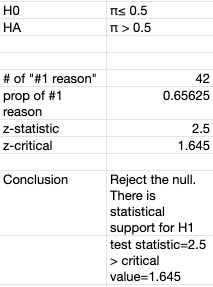 H0 π≤ 0.5
HA π > 0.5
# of "#1 reason" 42
prop of #1 0.65625
reason
z-statistic 2.5
z-critical 1.645
Conclusion Reject the null.
There is
statistical
support for H1
test statistic=2.5
> critical
value=1.645